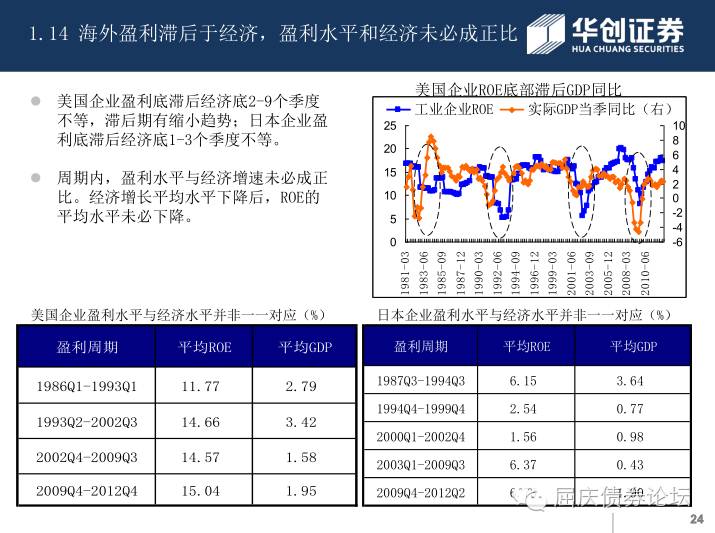 1.14 海外盈利滞后于经济，盈利水平和经济未必成正比
华创证券
HUA CHUANG SECURITIES
美国企业盈利底滞后经济底2-9个季度
不等，滞后期有缩小趋势；日本企业盈
利底滞后经济底1-3个季度不等。
周期内，盈利水平与经济增速未必成正
比。经济增长平均水平下降后，ROE的
平均水平未必下降。
美国企业ROE底部滞后GDP同比
工业企业ROE 实际GDP当季同比（右）
25 10
20 8
15 6
10 4
5 2
0 0
-2
-4
-6
1981-03 1983-06 1985-09 1987-12 1990-03 1992-06 1994-09 1996-12 1999-03 2001-06 2003-09 2005-12 2008-03 2010-06
美国企业盈利水平与经济水平并非一一对应（%）
盈利周期 平均ROE 平均GDP
1986Q1-1993Q1 11.77 2.79
1993Q2-2002Q3 14.66 3.42
2002Q4-2009Q3 14.57 1.58
2009Q4-2012Q4 15.04 1.95
日本企业盈利水平与经济水平并非一一对应（%）
盈利周期 平均ROE 平均GDP
1987Q3-1994Q3 6.15 3.64
1994Q4-1999Q4 2.54 0.77
2000Q1-2002Q4 1.56 0.98
2003Q1-2009Q3 6.37 0.43
2009Q4-2012Q2
屈庆债券论坛
24